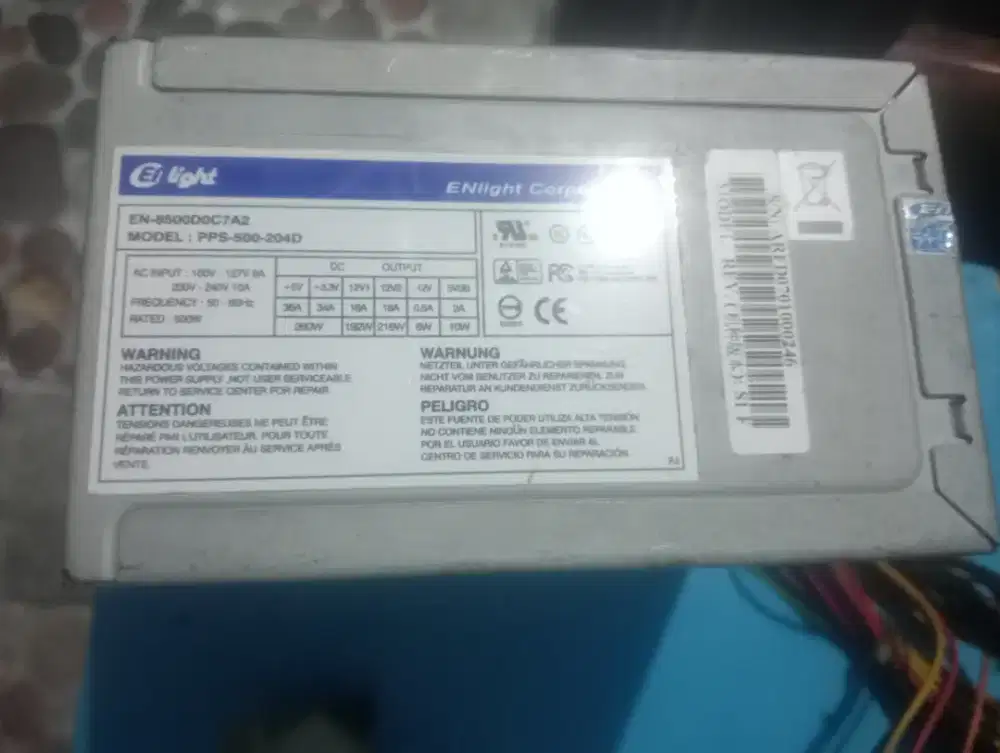 Enlight
ENlight Corp
EN-8500D0C7A2
MODEL : PPS-500-204D
DC OUTPUT
AC INPUT : 100V - 127V 8A
200V - 240V 10A
FREQUENCY : 50 - 60Hz
RATED 500W
+5V +3.3V 12V1 12V2 -12V 5VSB
36A 34A 16A 18A 0.5A 2A
260W 192W 216W 6W 10W
WARNING
HAZARDOUS VOLTAGES CONTAINED WITHIN
THIS POWER SUPPLY ,NOT USER SERVICEABLE
RETURN TO SERVICE CENTER FOR REPAIR.
ATTENTION
TENSIONS DANGEREUSES NE PEUT ÊTRE
RÉPARÉ PAR L'UTILISATEUR. POUR TOUTE
RÉPARATION RENVOYER AU SERVICE APRÈS
VENTE.
WARNUNG
NETZTEIL UNTER GEFÄHRLICHER SPANNUNG
NICHT VOM BENUTZER ZU REPARIEREN, ZUR
REPARATUR AN KUNDENDIENST ZURÜCKSENDEN
PELIGRO
ESTE FUENTE DE PODER UTILIZA ALTA TENSIÓN
NO CONTIENE NINGÚN ELEMENTO REPARABLE
POR EL USUARIO FAVOR DE ENVIAR AL
CENTRO DE SERVICIO PARA SU REPARACIÓN.